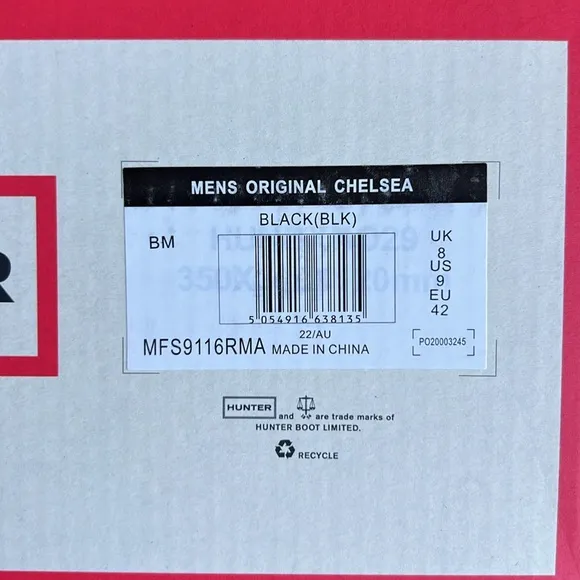 R
MENS ORIGINAL CHELSEA
BLACK(BLK)
BM
UK
8
US
9
EU
42
5 054916 638135
22/AU
MFS9116RMA MADE IN CHINA
PO20003245
HUNTER and are trade marks of
HUNTER BOOT LIMITED.
RECYCLE